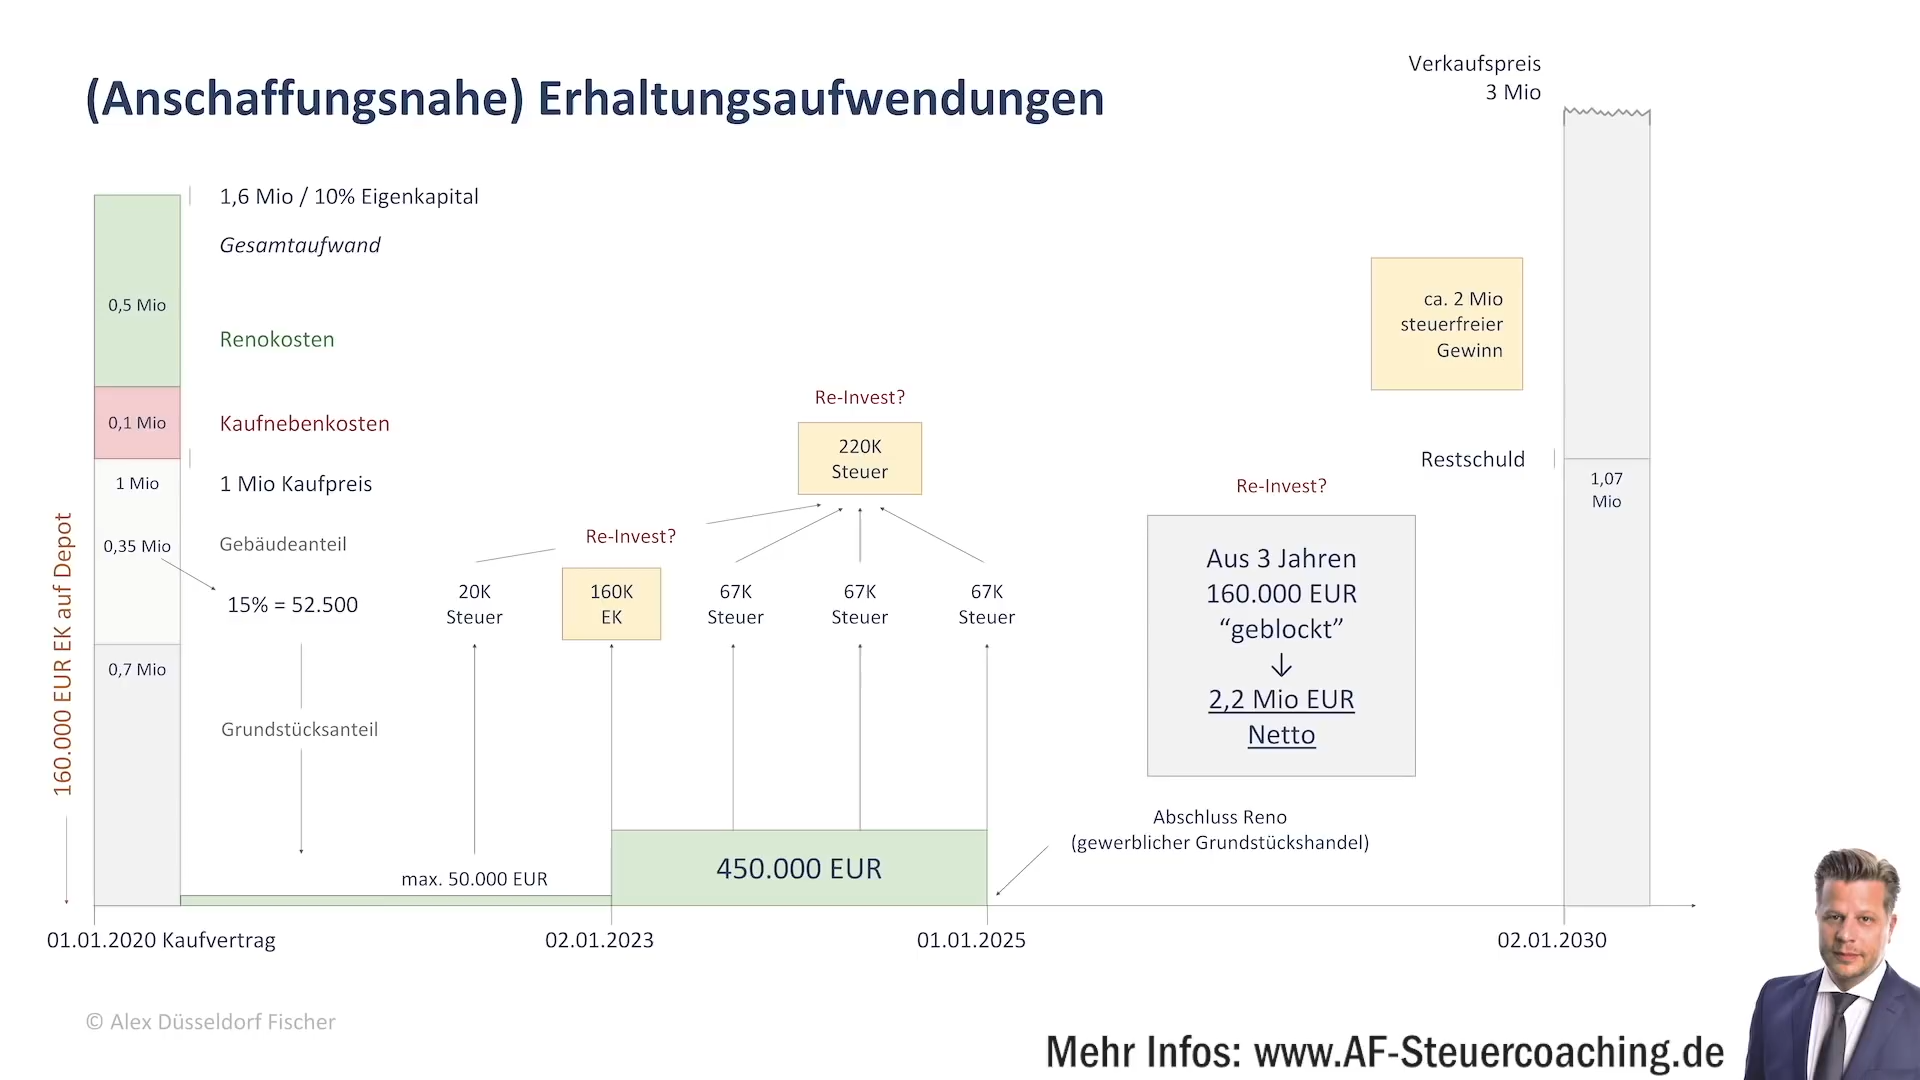 (Anschaffungsnahe) Erhaltungsaufwendungen
Verkaufspreis
3 Mio
1,6 Mio / 10% Eigenkapital
Gesamtaufwand
0,5 Mio
Renokosten
0,1 Mio
Kaufnebenkosten
1 Mio
1 Mio Kaufpreis
0,35 Mio
Gebäudeanteil
15% = 52.500
0,7 Mio
Grundstücksanteil
160.000 EUR EK auf Depot
20K
Steuer
Re-Invest?
160K
EK
67K
Steuer
67K
Steuer
67K
Steuer
Re-Invest?
220K
Steuer
max. 50.000 EUR
450.000 EUR
Re-Invest?
Aus 3 Jahren
160.000 EUR
“geblockt”
↓
2,2 Mio EUR
Netto
Abschluss Reno
(gewerblicher Grundstückshandel)
ca. 2 Mio
steuerfreier
Gewinn
Restschuld
1,07
Mio
01.01.2020 Kaufvertrag
02.01.2023
01.01.2025
02.01.2030
© Alex Düsseldorf Fischer
Mehr Infos: www.AF-Steuercoaching.de